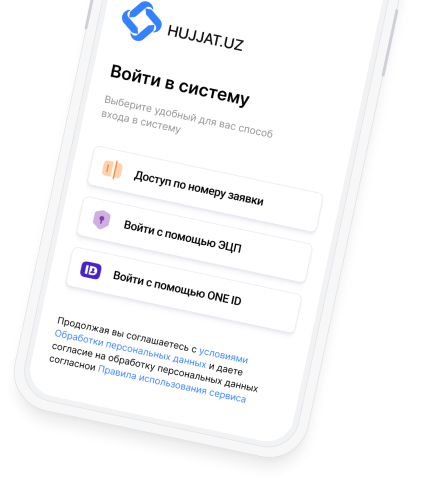 HUJJAT.UZ
Войти в систему
Выберите удобный для вас способ
входа в систему
Доступ по номеру заявки
Войти с помощью ЭЦП
ID
Войти с помощью ONE ID
Продолжая вы соглашаетесь с условиями
Обработки персональных данных и даете
согласие на обработку персональных данных
согласной Правила использования сервиса